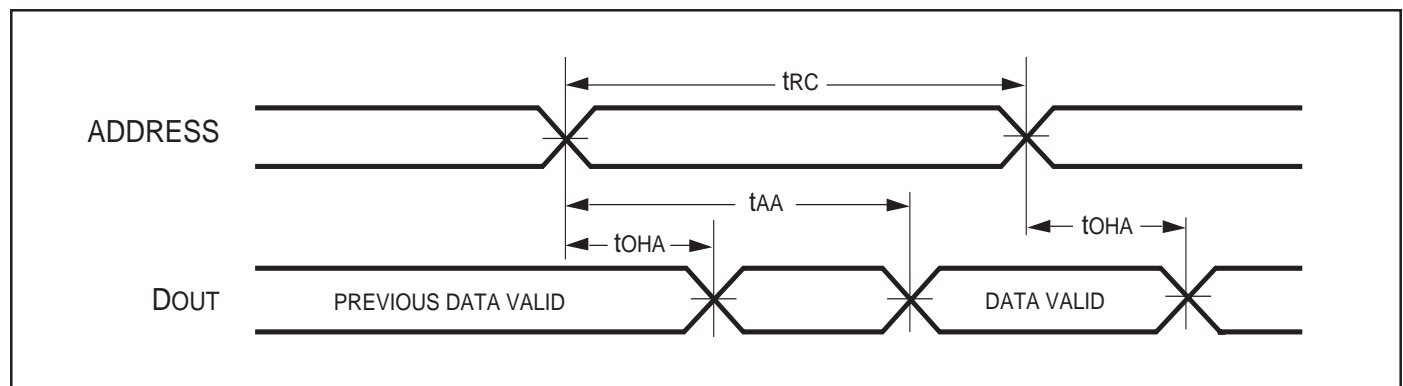 tRC
ADDRESS
tAA
tOHA
tOHA
DOUT
PREVIOUS DATA VALID
DATA VALID